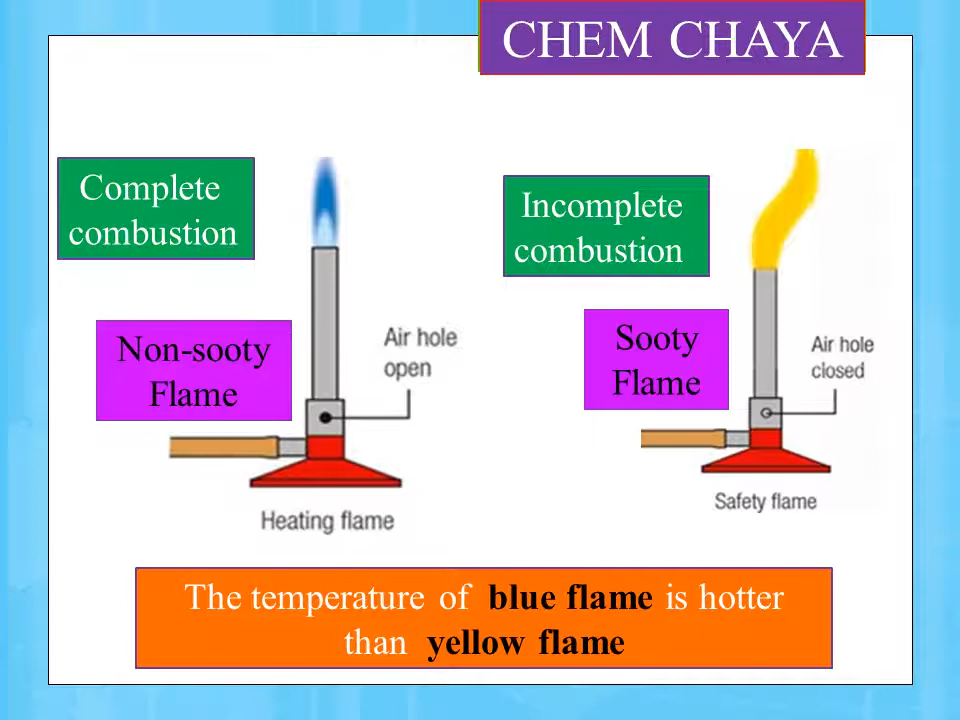 CHEM CHAYA
Complete
combustion
Non-sooty
Flame
Air hole
open
Heating flame
Incomplete
combustion
Sooty
Flame
Air hole
closed
Safety flame
The temperature of blue flame is hotter
than yellow flame